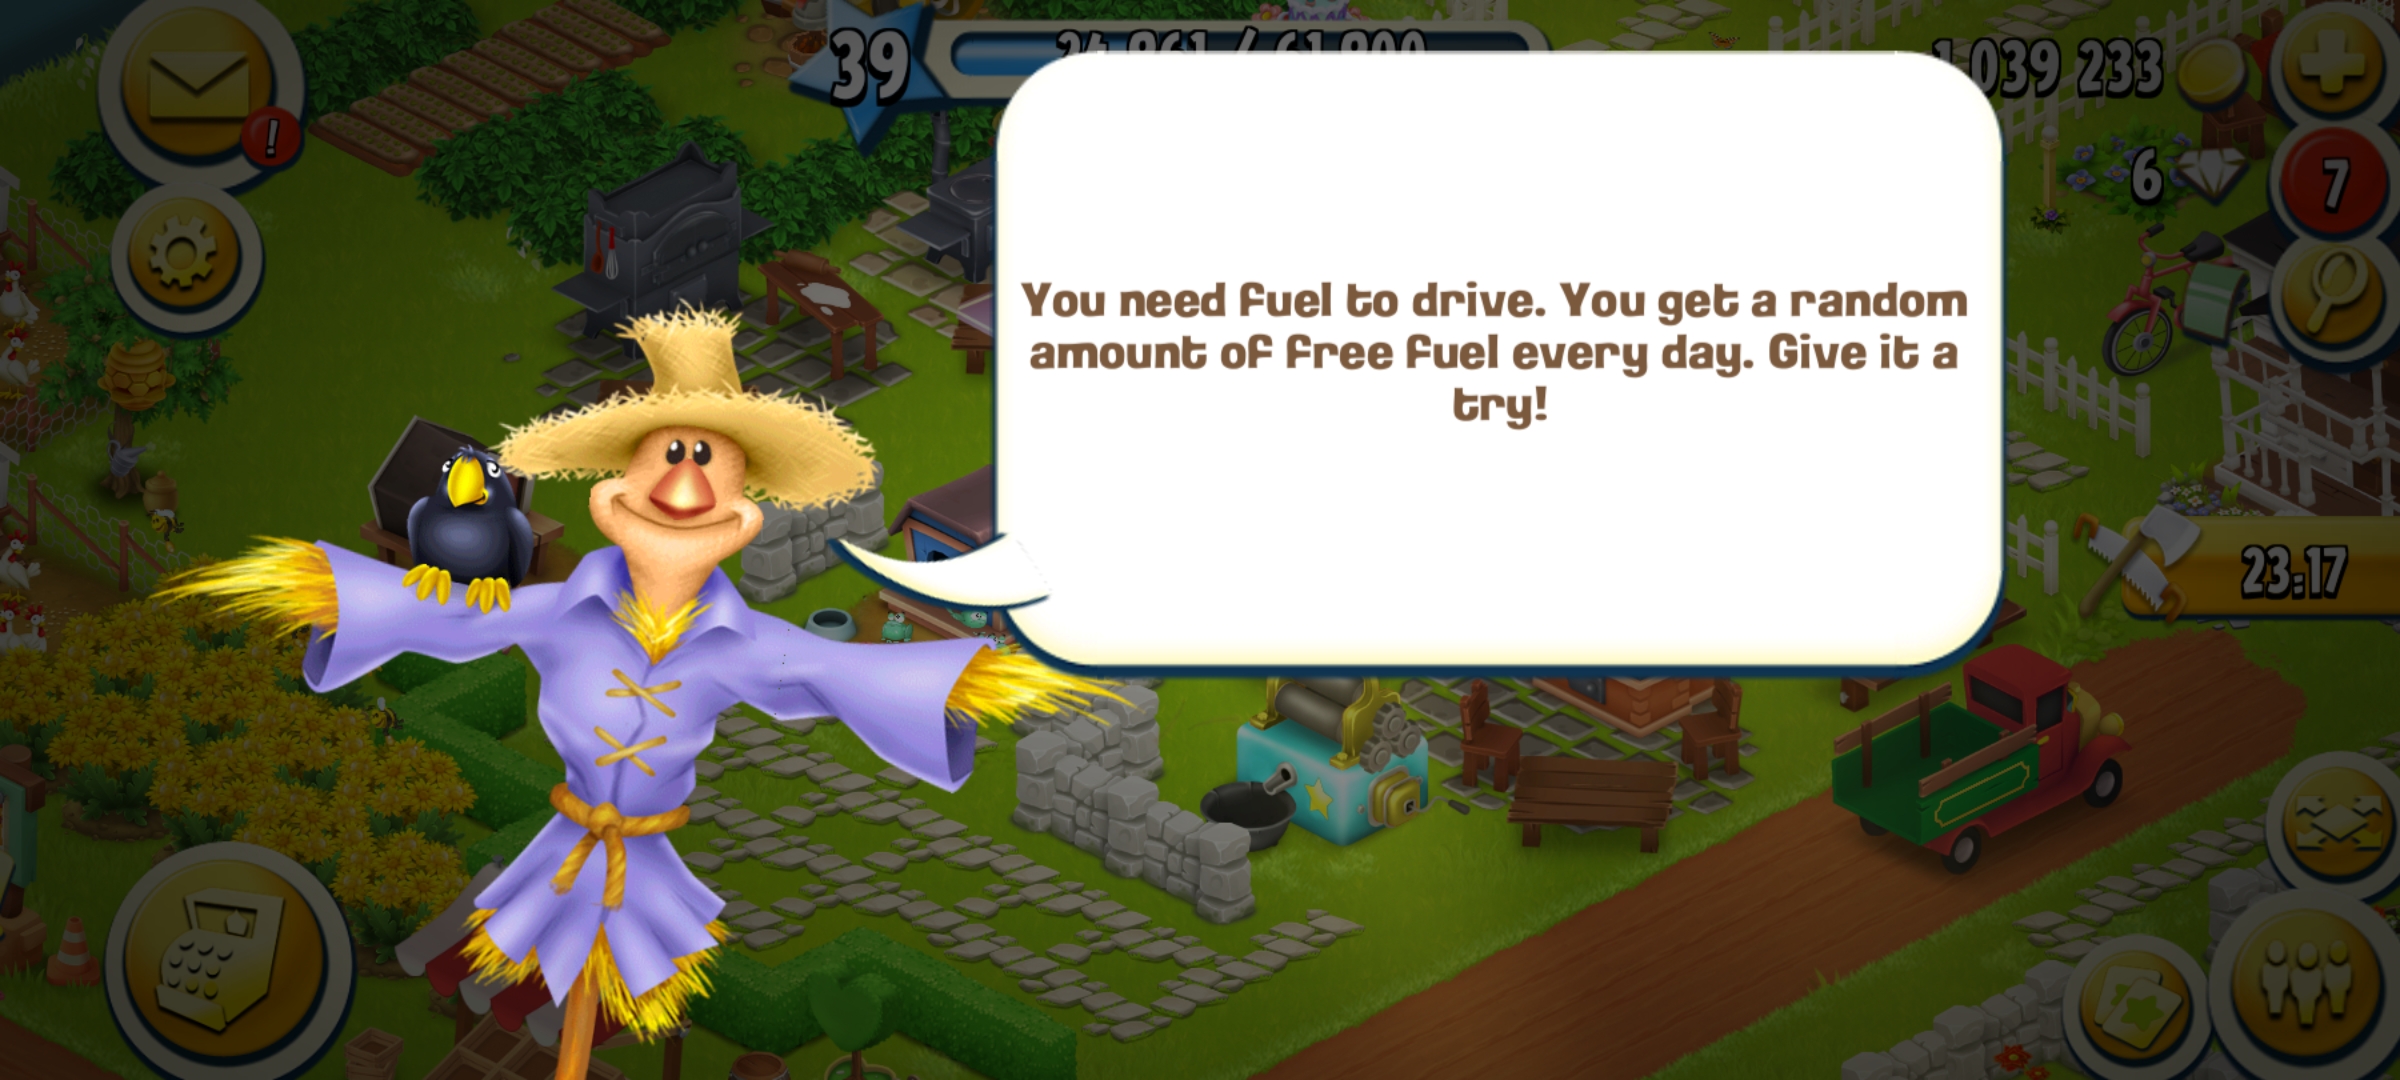 39
1 039 233
6
7
!
You need fuel to drive. You get a random
amount of free fuel every day. Give it a
try!
23:17